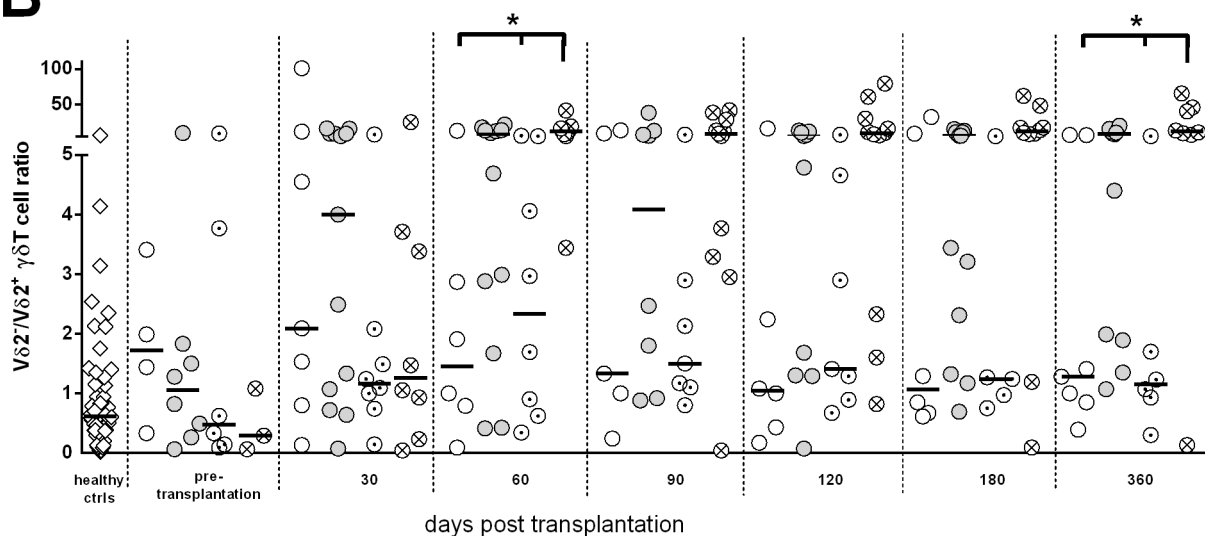 B
*
*
100
50
5
4
3
2
1
0
Vδ2⁻/Vδ2⁺ γδT cell ratio
healthy
ctrls
pre-
transplantation
30
60
90
120
180
360
days post transplantation